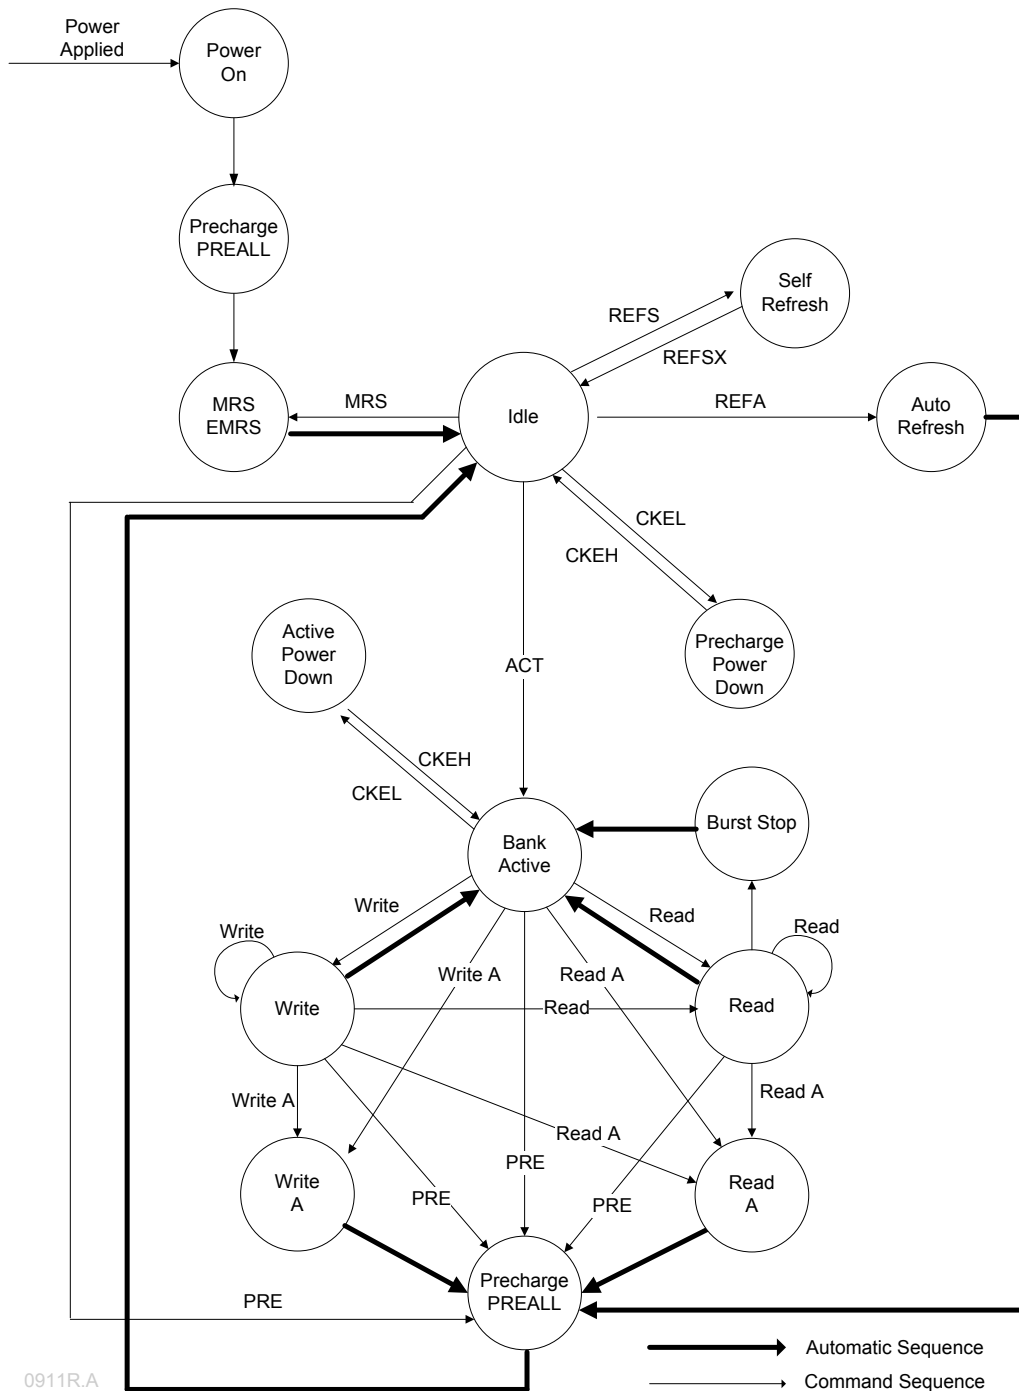 Power
Applied
Power
On
Precharge
PREALL
Self
Refresh
REFS
REFSX
MRS
EMRS
MRS
Idle
REFA
Auto
Refresh
CKEL
CKEH
Active
Power
Down
ACT
Precharge
Power
Down
CKEH
CKEL
Burst Stop
Bank
Active
Write
Read
Write
Read
Write A
Read A
Write
Read
Read
Write A
Read A
Read A
Write
A
PRE
PRE
PRE
Read
A
Precharge
PREALL
PRE
Automatic Sequence
Command Sequence
0911R.A